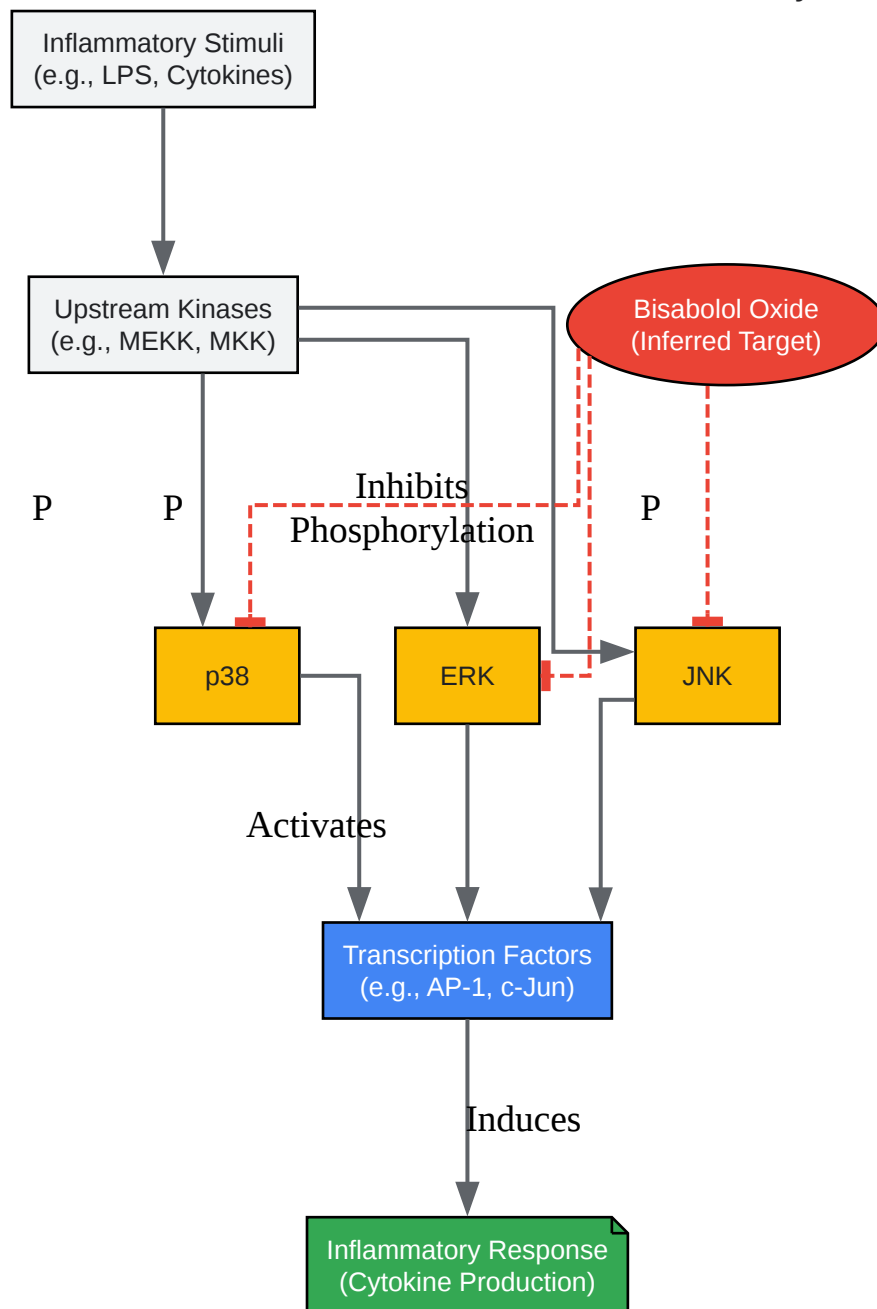 Inflammatory Stimuli
(e.g., LPS, Cytokines)
Upstream Kinases
(e.g., MEKK, MKK)
Bisabolol Oxide
(Inferred Target)
Inhibits
Phosphorylation
P
P
P
p38
ERK
JNK
Activates
Transcription Factors
(e.g., AP-1, c-Jun)
Induces
Inflammatory Response
(Cytokine Production)